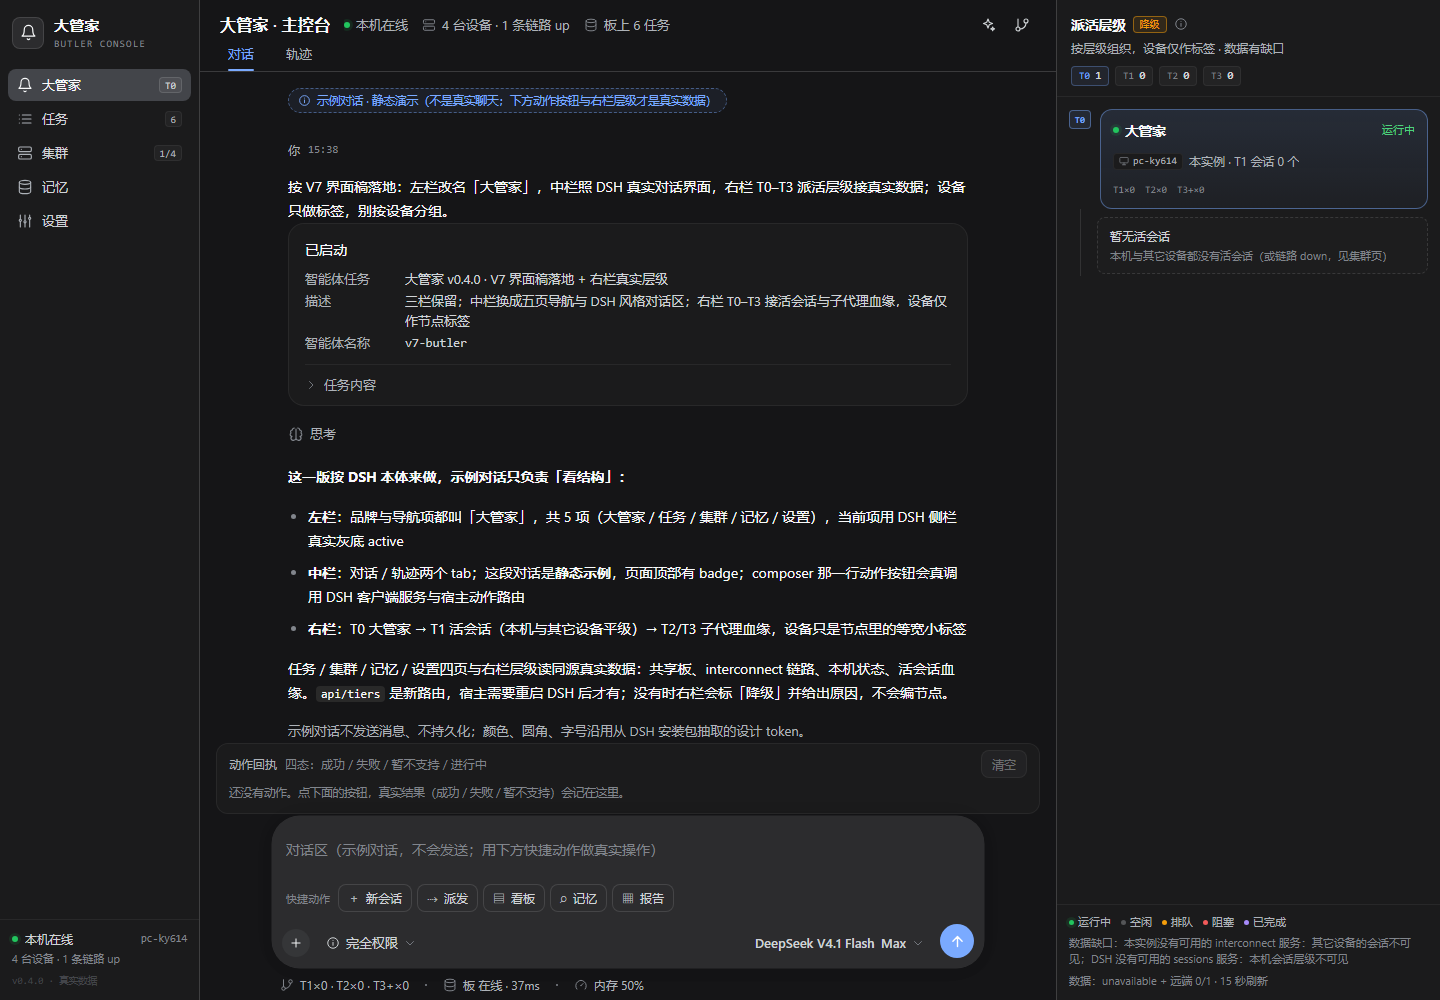 大管家
BUTLER CONSOLE
大管家 T0
任务 6
集群 1/4
记忆
设置
本机在线 pc-ky614
4 台设备 · 1 条链路 up
v0.4.0 · 真实数据
大管家 · 主控台 本机在线 4 台设备 · 1 条链路 up 板上 6 任务
对话 轨迹
示例对话 · 静态演示（不是真实聊天；下方动作按钮与右栏层级才是真实数据）
你 15:38
按 V7 界面稿落地：左栏改名「大管家」，中栏照 DSH 真实对话界面，右栏 T0–T3 派活层级接真实数据；设备
只做标签，别按设备分组。
已启动
智能体任务 大管家 v0.4.0 · V7 界面稿落地 + 右栏真实层级
描述 三栏保留；中栏换成五页导航与 DSH 风格对话区；右栏 T0–T3 接活会话与子代理血缘，设备仅
作节点标签
智能体名称 v7-butler
任务内容
思考
这一版按 DSH 本体来做，示例对话只负责「看结构」：
左栏：品牌与导航项都叫「大管家」，共 5 项（大管家 / 任务 / 集群 / 记忆 / 设置），当前项用 DSH 侧栏
真实灰底 active
中栏：对话 / 轨迹两个 tab；这段对话是静态示例，页面顶部有 badge；composer 那一行动作按钮会真调
用 DSH 客户端服务与宿主动作路由
右栏：T0 大管家 → T1 活会话（本机与其它设备平级）→ T2/T3 子代理血缘，设备只是节点里的等宽小标签
任务 / 集群 / 记忆 / 设置四页与右栏层级读同源真实数据：共享板、interconnect 链路、本机状态、活会话血
缘。 api/tiers 是新路由，宿主需要重启 DSH 后才有；没有时右栏会标「降级」并给出原因，不会编节点。
示例对话不发送消息、不持久化；颜色、圆角、字号沿用从 DSH 安装包抽取的设计 token。
动作回执 四态：成功 / 失败 / 暂不支持 / 进行中 清空
还没有动作。点下面的按钮，真实结果（成功 / 失败 / 暂不支持）会记在这里。
对话区（示例对话，不会发送；用下方快捷动作做真实操作）
快捷动作 + 新会话 派发 看板 记忆 报告
完全权限 DeepSeek V4.1 Flash Max
T1×0 · T2×0 · T3+×0 · 板 在线 · 37ms · 内存 50%
派活层级 降级
按层级组织，设备仅作标签 · 数据有缺口
T0 1 T1 0 T2 0 T3 0
T0 大管家 运行中
pc-ky614 本实例 · T1 会话 0 个
T1×0 T2×0 T3+×0
暂无活会话
本机与其它设备都没有活会话（或链路 down，见集群页）
运行中 空闲 排队 阻塞 已完成
数据缺口：本实例没有可用的 interconnect 服务：其它设备的会话不可
见；DSH 没有可用的 sessions 服务：本机会话层级不可见
数据：unavailable + 远端 0/1 · 15 秒刷新